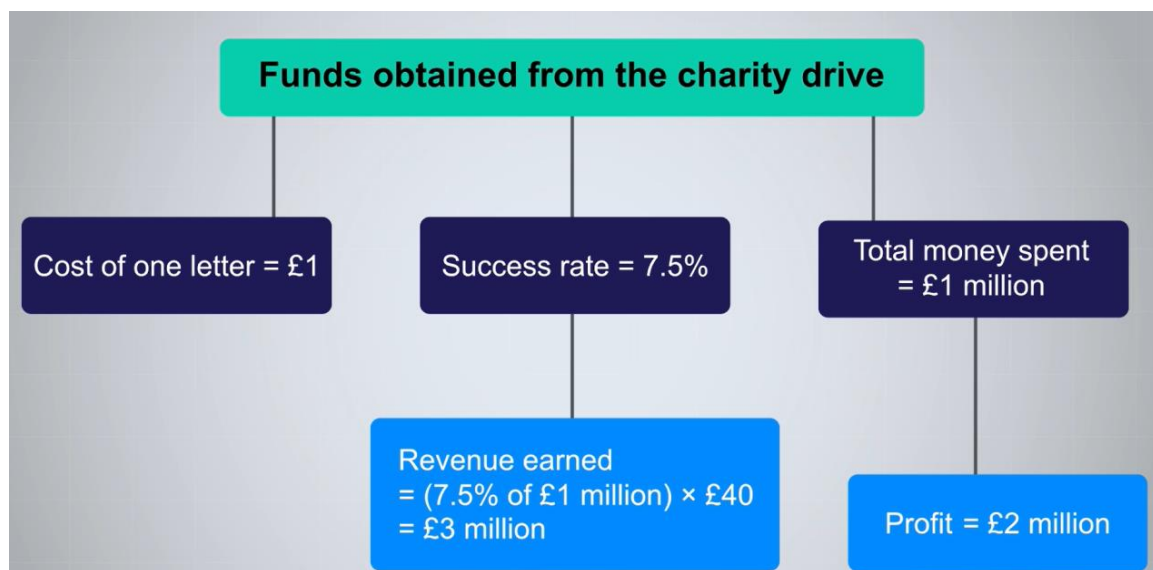 Funds obtained from the charity drive
Cost of one letter = £1
Success rate = 7.5%
Total money spent
= £1 million
Revenue earned
= (7.5% of £1 million) × £40
= £3 million
Profit = £2 million